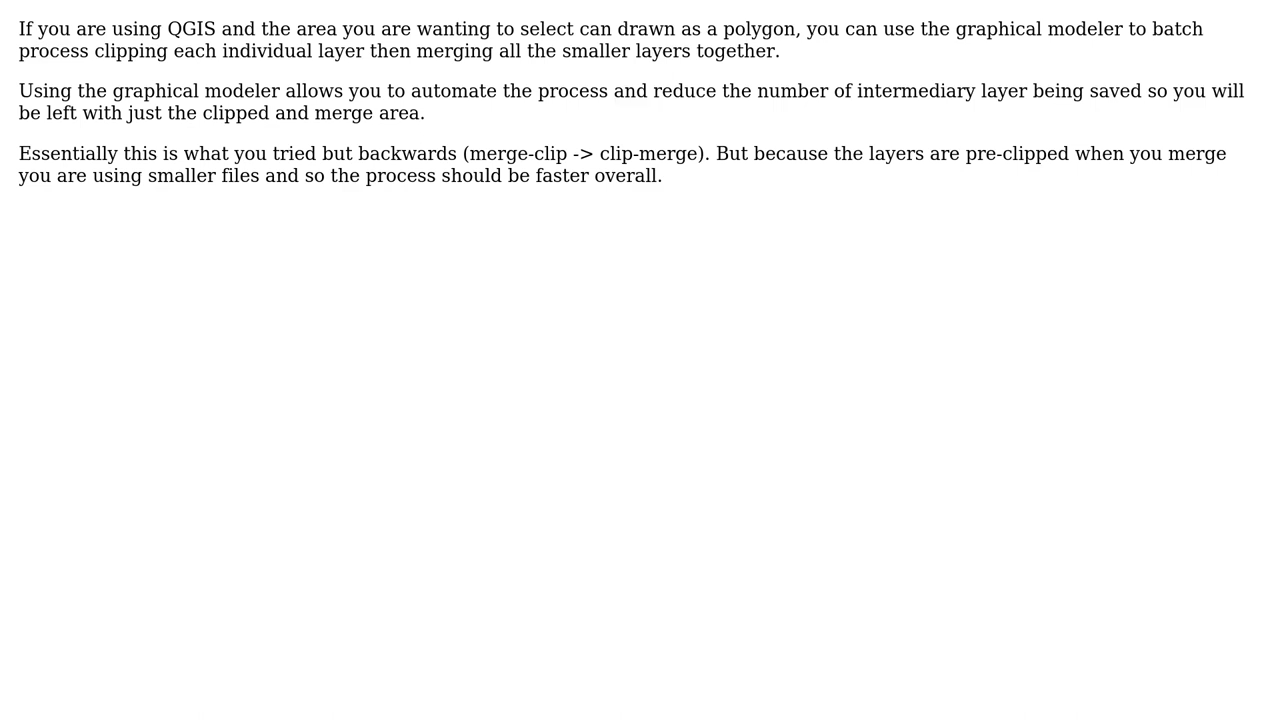 If you are using QGIS and the area you are wanting to select can drawn as a polygon, you can use the graphical modeler to batch
process clipping each individual layer then merging all the smaller layers together.
Using the graphical modeler allows you to automate the process and reduce the number of intermediary layer being saved so you will
be left with just the clipped and merge area.
Essentially this is what you tried but backwards (merge-clip -> clip-merge). But because the layers are pre-clipped when you merge
you are using smaller files and so the process should be faster overall.